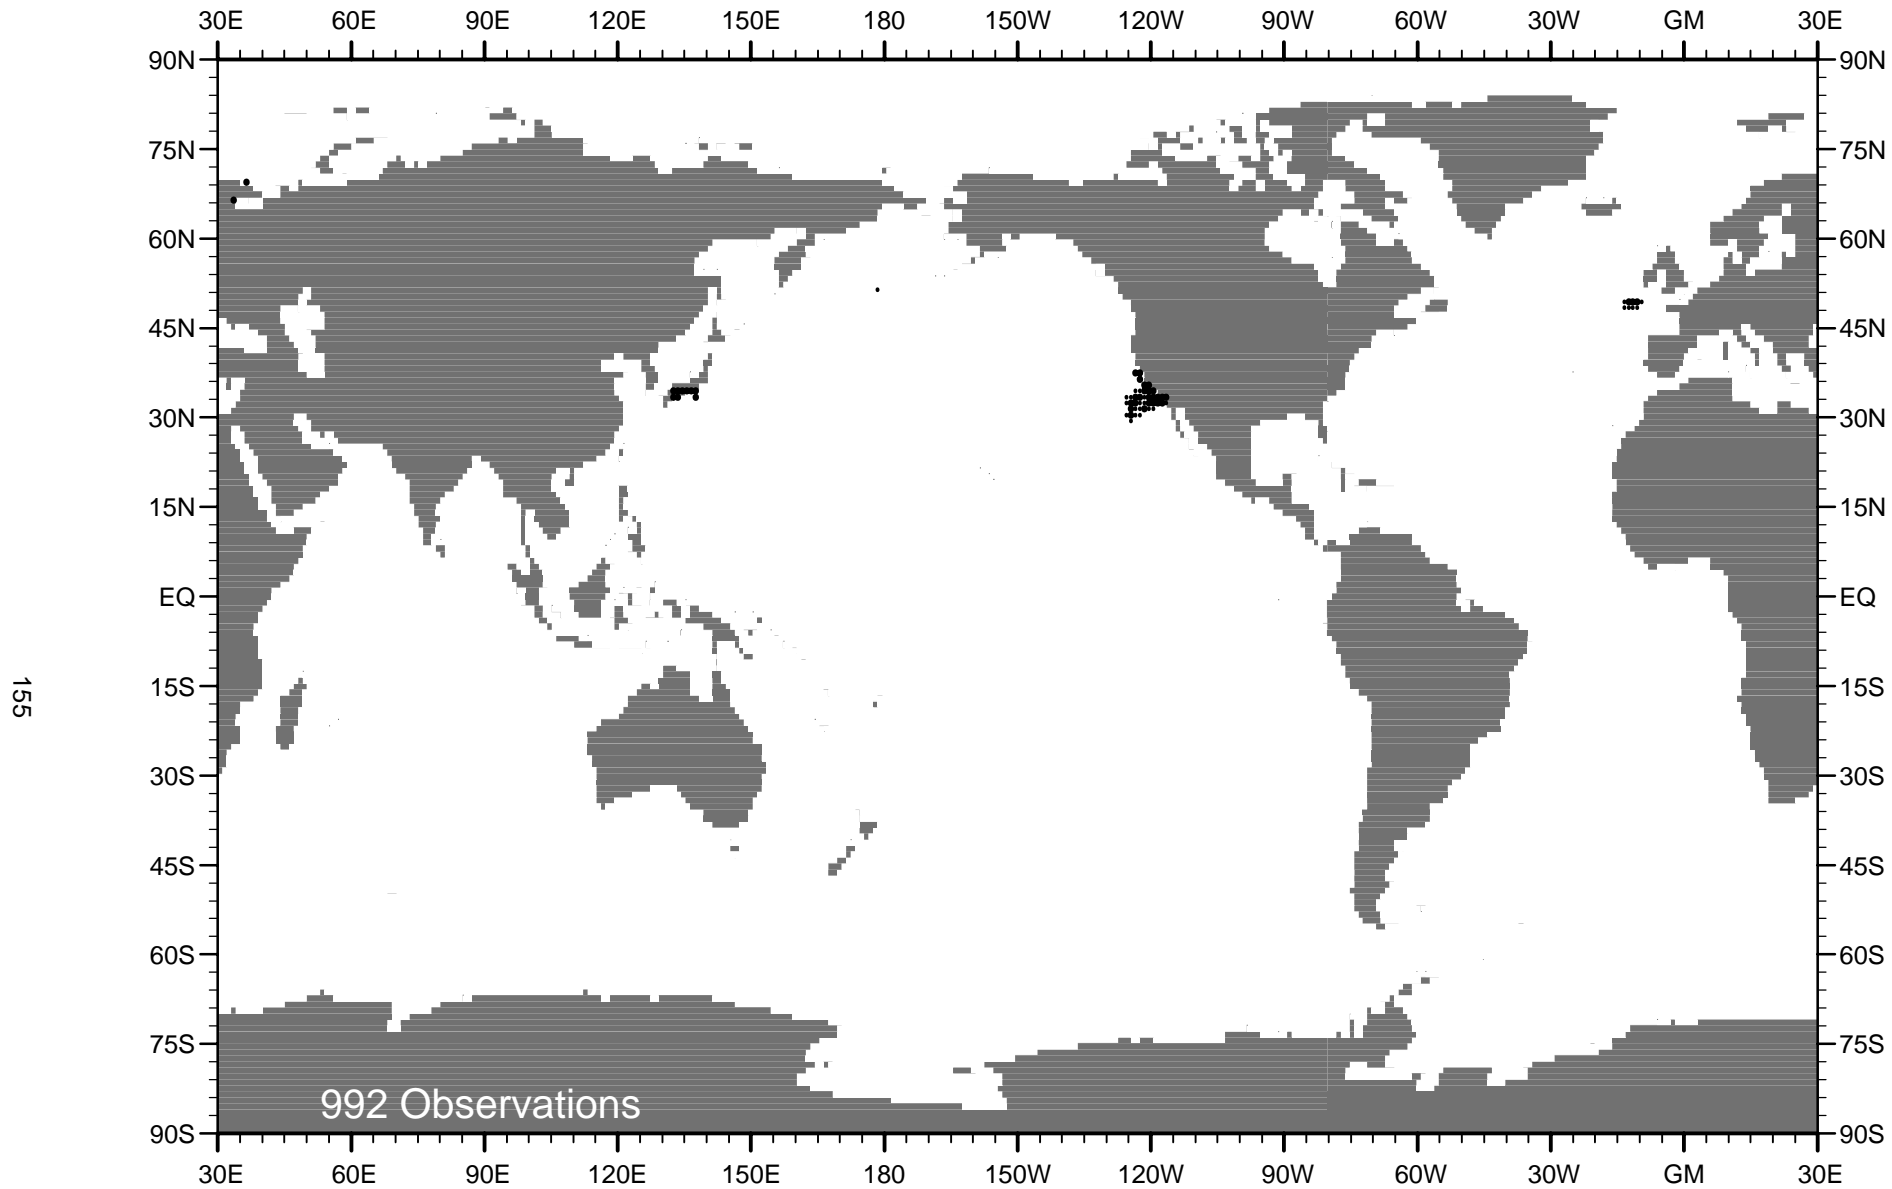 30E 60E 90E 120E 150E 180 150W 120W 90W 60W 30W GM 30E
90N 90N
75N 75N
60N 60N
45N 45N
30N 30N
15N 15N
EQ EQ
15S 15S
30S 30S
45S 45S
60S 60S
75S 75S
90S 90S
992 Observations
30E 60E 90E 120E 150E 180 150W 120W 90W 60W 30W GM 30E
155